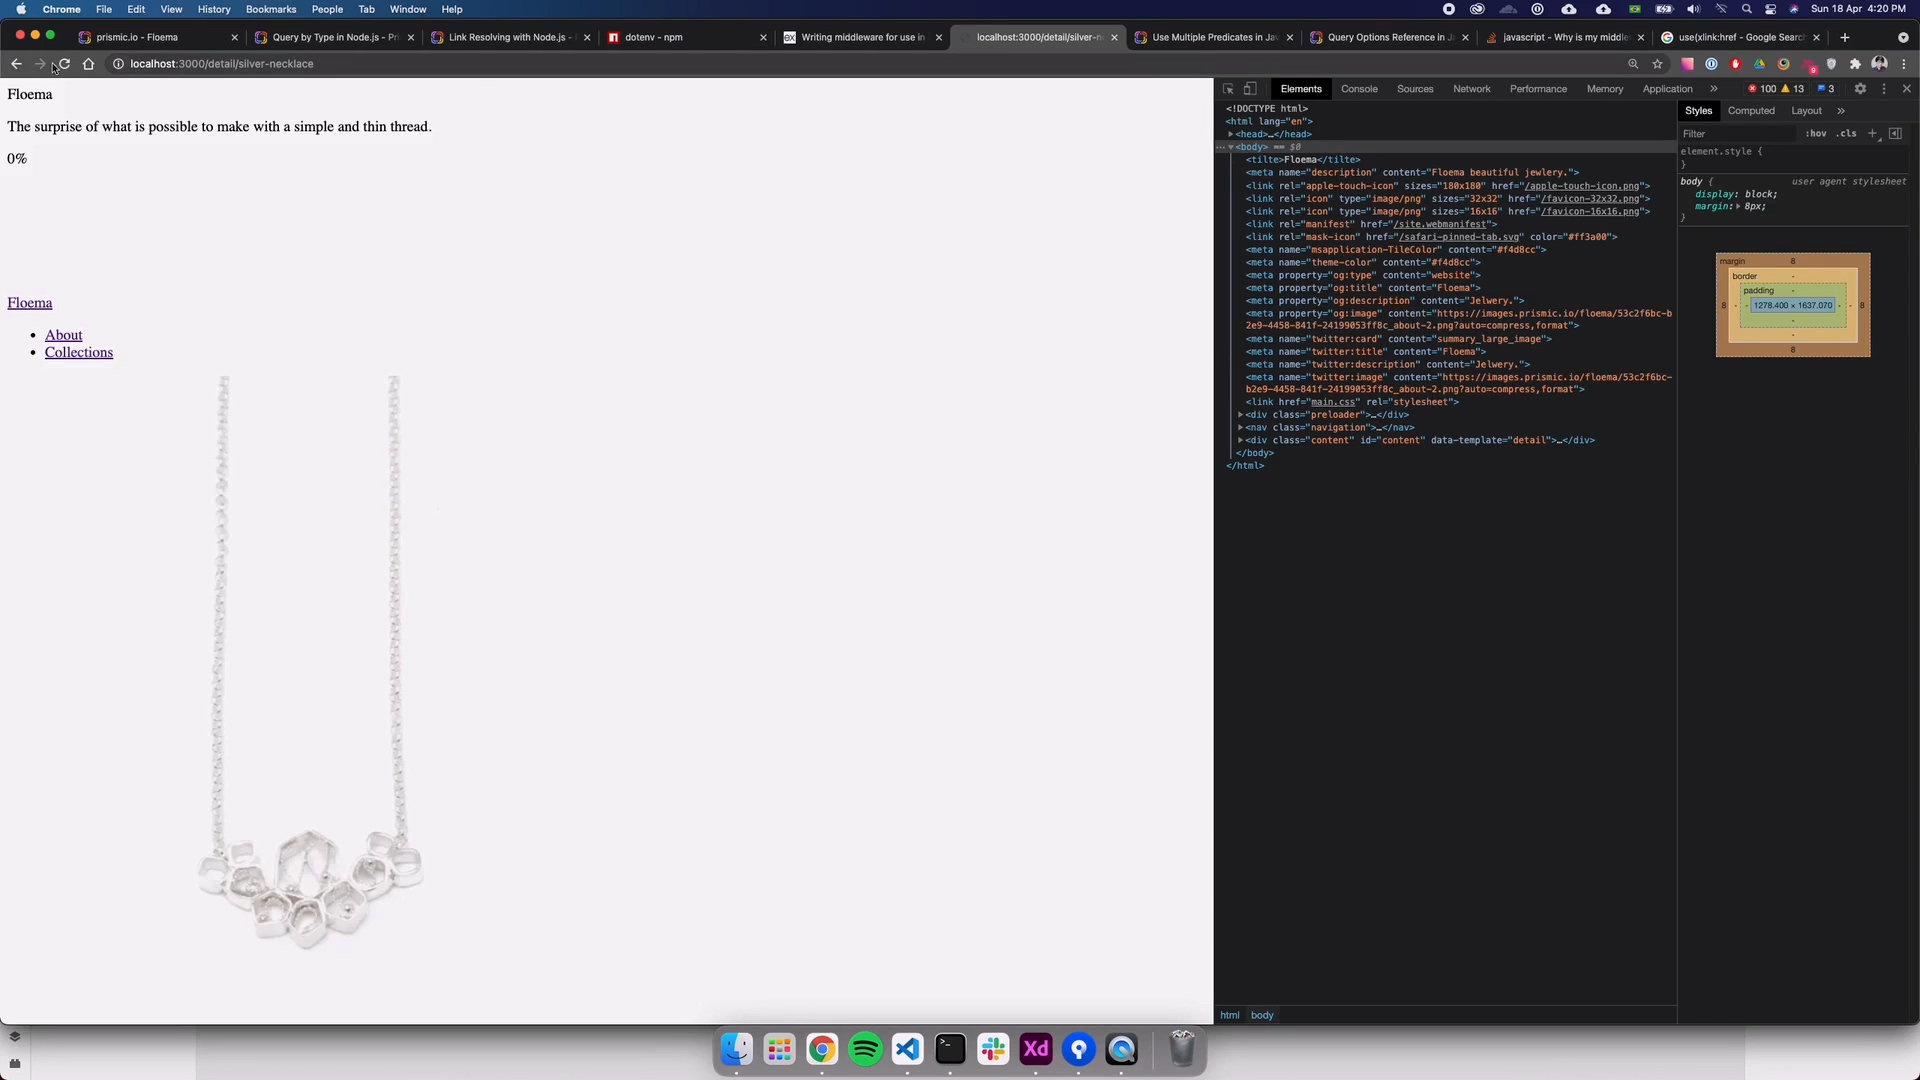 Chrome File Edit View History Bookmarks People Tab Window Help
Sun 18 Apr 4:20 PM
prismic.io - Floema
Query by Type in Node.js - Pri
Link Resolving with Node.js -
dotenv - npm
Writing middleware for use in
localhost:3000/detail/silver-n
Use Multiple Predicates in Jav
Query Options Reference in J
javascript - Why is my middle
use(xlink:href - Google Search
localhost:3000/detail/silver-necklace
Floema
The surprise of what is possible to make with a simple and thin thread.
0%
Floema
About
Collections
Elements Console Sources Network Performance Memory Application » 100 13 3
<!DOCTYPE html>
<html lang="en">
<head>…</head>
<body> == $0
<tilte>Floema</tilte>
<meta name="description" content="Floema beautiful jewlery.">
<link rel="apple-touch-icon" sizes="180x180" href="/apple-touch-icon.png">
<link rel="icon" type="image/png" sizes="32x32" href="/favicon-32x32.png">
<link rel="icon" type="image/png" sizes="16x16" href="/favicon-16x16.png">
<link rel="manifest" href="/site.webmanifest">
<link rel="mask-icon" href="/safari-pinned-tab.svg" color="#ff3a00">
<meta name="msapplication-TileColor" content="#f4d8cc">
<meta name="theme-color" content="#f4d8cc">
<meta property="og:type" content="website">
<meta property="og:title" content="Floema">
<meta property="og:description" content="Jelwery.">
<meta property="og:image" content="https://images.prismic.io/floema/53c2f6bc-b
2e9-4458-841f-24199053ff8c_about-2.png?auto=compress,format">
<meta name="twitter:card" content="summary_large_image">
<meta name="twitter:title" content="Floema">
<meta name="twitter:description" content="Jelwery.">
<meta name="twitter:image" content="https://images.prismic.io/floema/53c2f6bc-
b2e9-4458-841f-24199053ff8c_about-2.png?auto=compress,format">
<link href="main.css" rel="stylesheet">
<div class="preloader">…</div>
<nav class="navigation">…</nav>
<div class="content" id="content" data-template="detail">…</div>
</body>
</html>
html body
Styles Computed Layout »
Filter :hov .cls +
element.style {
}
body { user agent stylesheet
display: block;
margin: 8px;
}
margin 8
border -
padding -
8 - - 1278.400 × 1637.070 - - 8
-
-
8
Xd